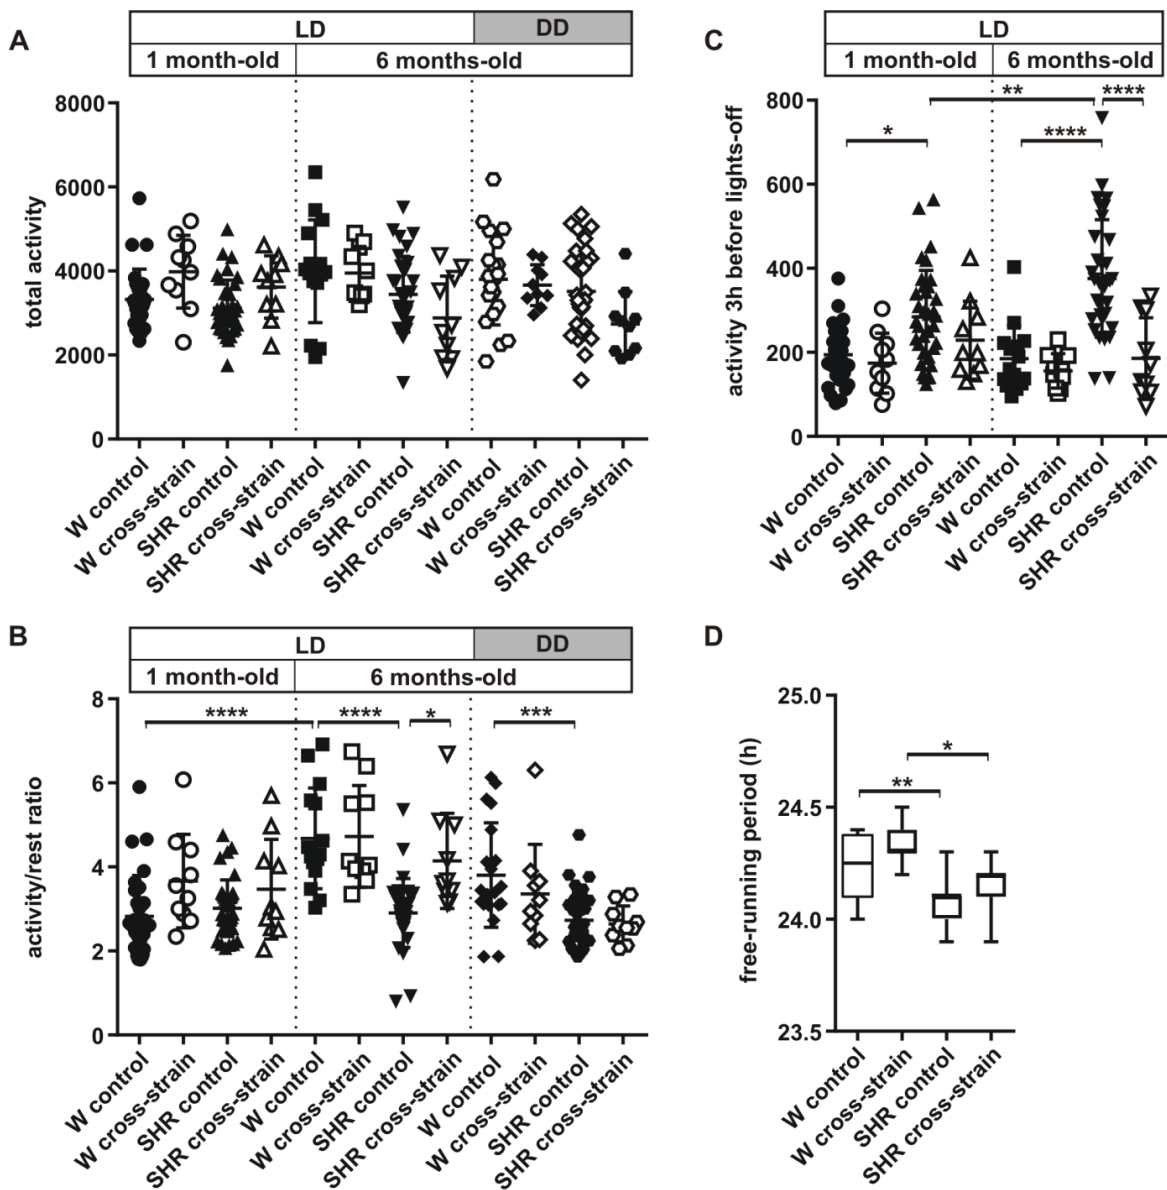 A
LD DD
1 month-old 6 months-old
total activity
8000
6000
4000
2000
0
W control
W cross-strain
SHR control
SHR cross-strain
W control
W cross-strain
SHR control
SHR cross-strain
W control
W cross-strain
SHR control
SHR cross-strain
C
LD
1 month-old 6 months-old
activity 3h before lights-off
800
600
400
200
0
** ****
* ****
W control
W cross-strain
SHR control
SHR cross-strain
W control
W cross-strain
SHR control
SHR cross-strain
B
LD DD
1 month-old 6 months-old
activity/rest ratio
8
6
4
2
0
**** **** * ***
W control
W cross-strain
SHR control
SHR cross-strain
W control
W cross-strain
SHR control
SHR cross-strain
W control
W cross-strain
SHR control
SHR cross-strain
D
free-running period (h)
25.0
24.5
24.0
23.5
*
**
W control
W cross-strain
SHR control
SHR cross-strain